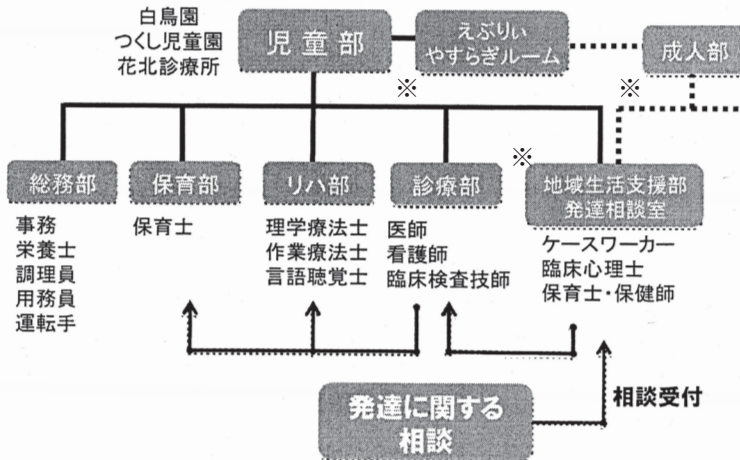 白鳥園
つくし児童園
花北診療所
児童部
えぶりぃ
やすらぎルーム
成人部
※
※
※
総務部
保育部
リハ部
診療部
地域生活支援部
発達相談室
事務
栄養士
調理員
用務員
運転手
保育士
理学療法士
作業療法士
言語聴覚士
医師
看護師
臨床検査技師
ケースワーカー
臨床心理士
保育士・保健師
発達に関する
相談
相談受付